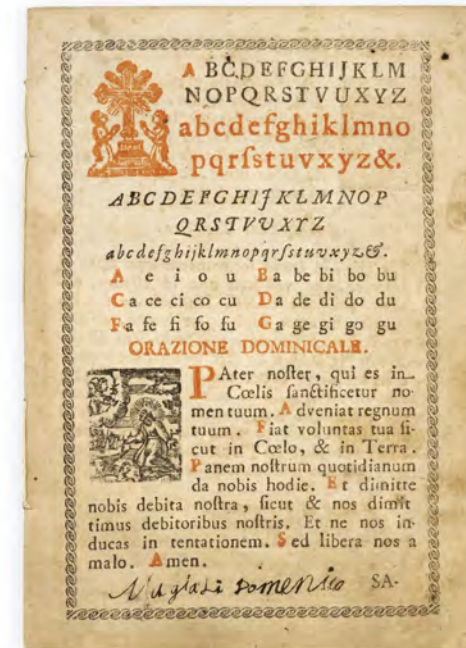 A BCDEFGHIJKLM
NOPQRSTVUXYZ
abcdefghiklmno
pqrſstuvxyz&.
ABCDEFGHIJKLMNOP
QRSTVUXYZ
abcdefghijklmnopqrſstuvxyz&.
A e i o u B a be bi bo bu
C a ce ci co cu D a de di do du
F a fe fi fo fu G a ge gi go gu
ORAZIONE DOMINICALE.
PAter noſter, qui es in
Cœlis ſanctificetur no-
men tuum. Adveniat regnum
tuum. Fiat voluntas tua ſi-
cut in Cœlo, & in Terra.
Panem noſtrum quotidianum
da nobis hodie. Et dimitte
nobis debita noſtra, ſicut & nos dimit
timus debitoribus noſtris. Et ne nos in-
ducas in tentationem. Sed libera nos a
malo. Amen.
Domenico SA-